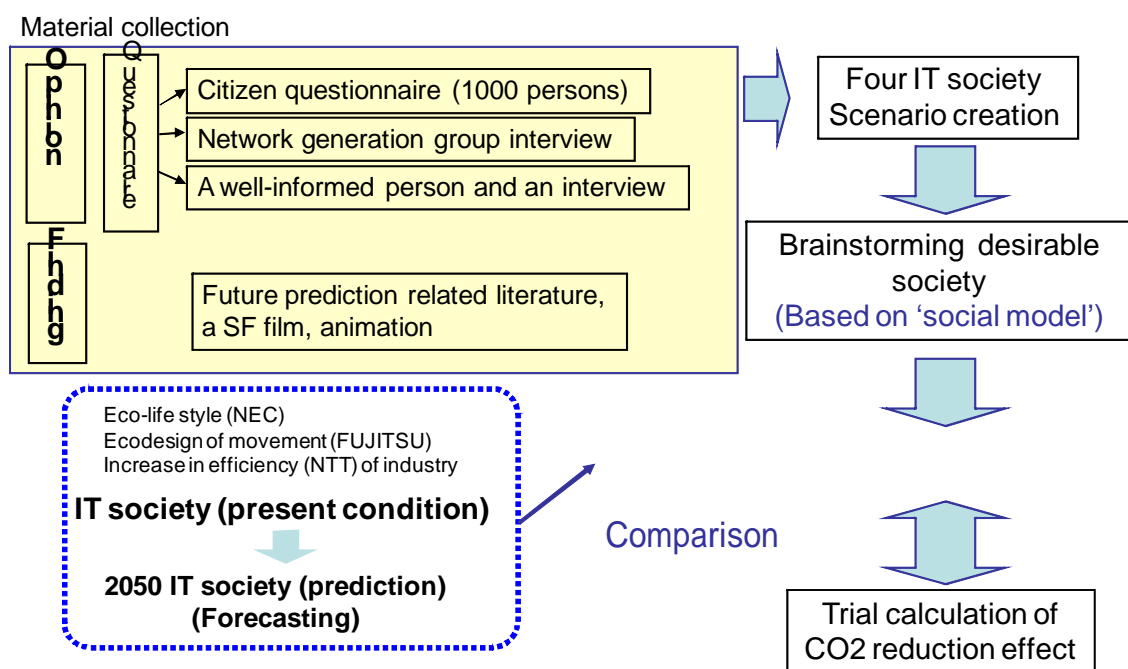 Material collection
Opinion
Questionnaire
Citizen questionnaire (1000 persons)
Network generation group interview
A well-informed person and an interview
Finding
Future prediction related literature,
a SF film, animation
Four IT society
Scenario creation
Brainstorming desirable
society
(Based on ‘social model’)
Eco-life style (NEC)
Ecodesign of movement (FUJITSU)
Increase in efficiency (NTT) of industry
IT society (present condition)
2050 IT society (prediction)
(Forecasting)
Comparison
Trial calculation of
CO2 reduction effect